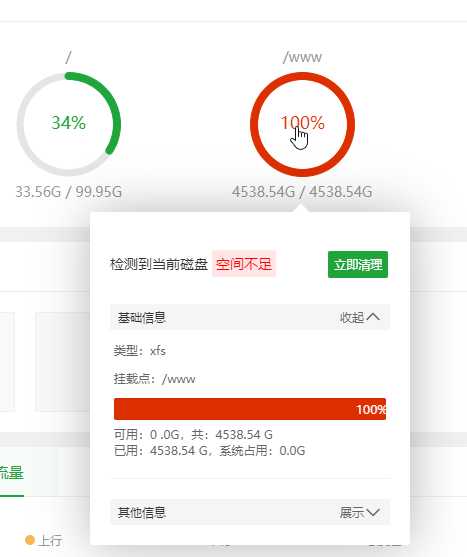 /
/www
34%
100%
33.56G / 99.95G
4538.54G / 4538.54G
检测到当前磁盘 空间不足
立即清理
基础信息
收起
类型：xfs
挂载点：/www
100%
可用：0 .0G，共：4538.54 G
已用：4538.54 G，系统占用：0.0G
流量
其他信息
展示
上行